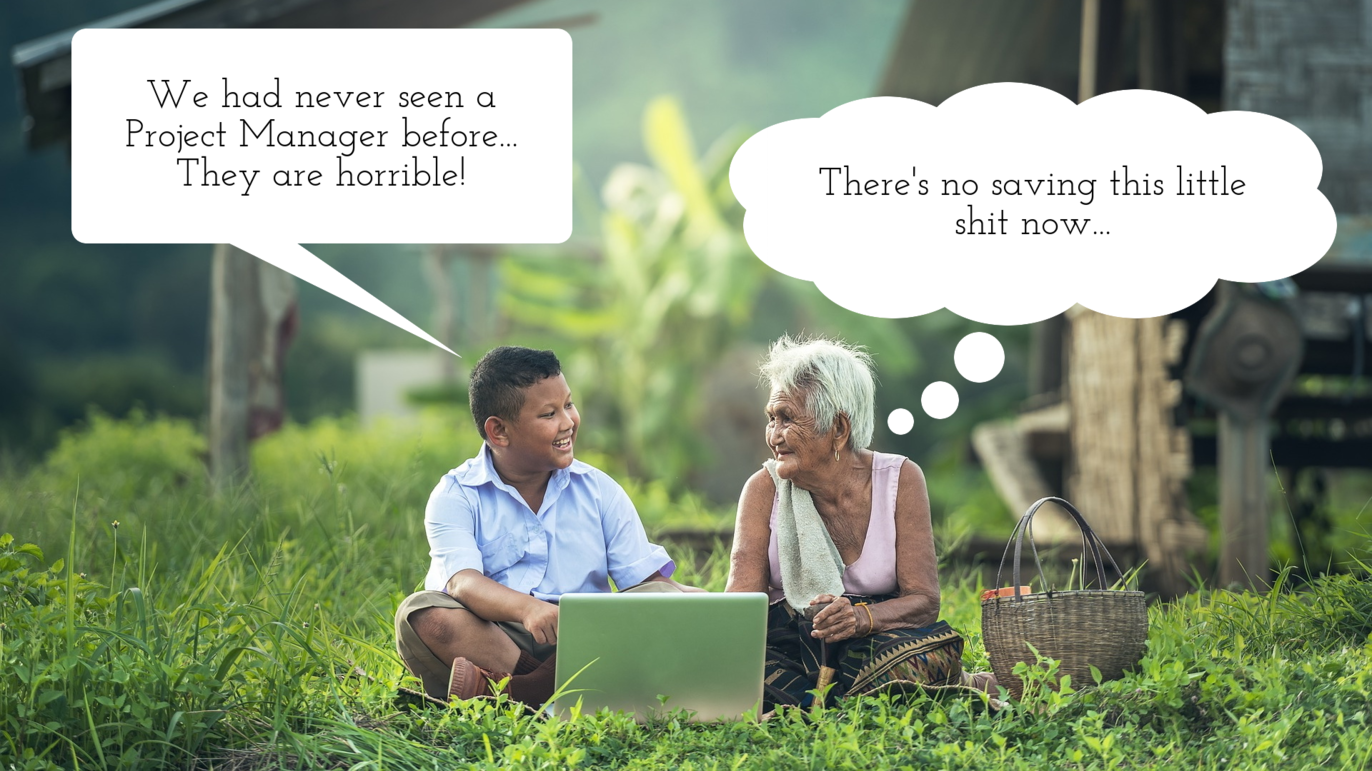 We had never seen a
Project Manager before...
They are horrible!
There's no saving this little
shit now...